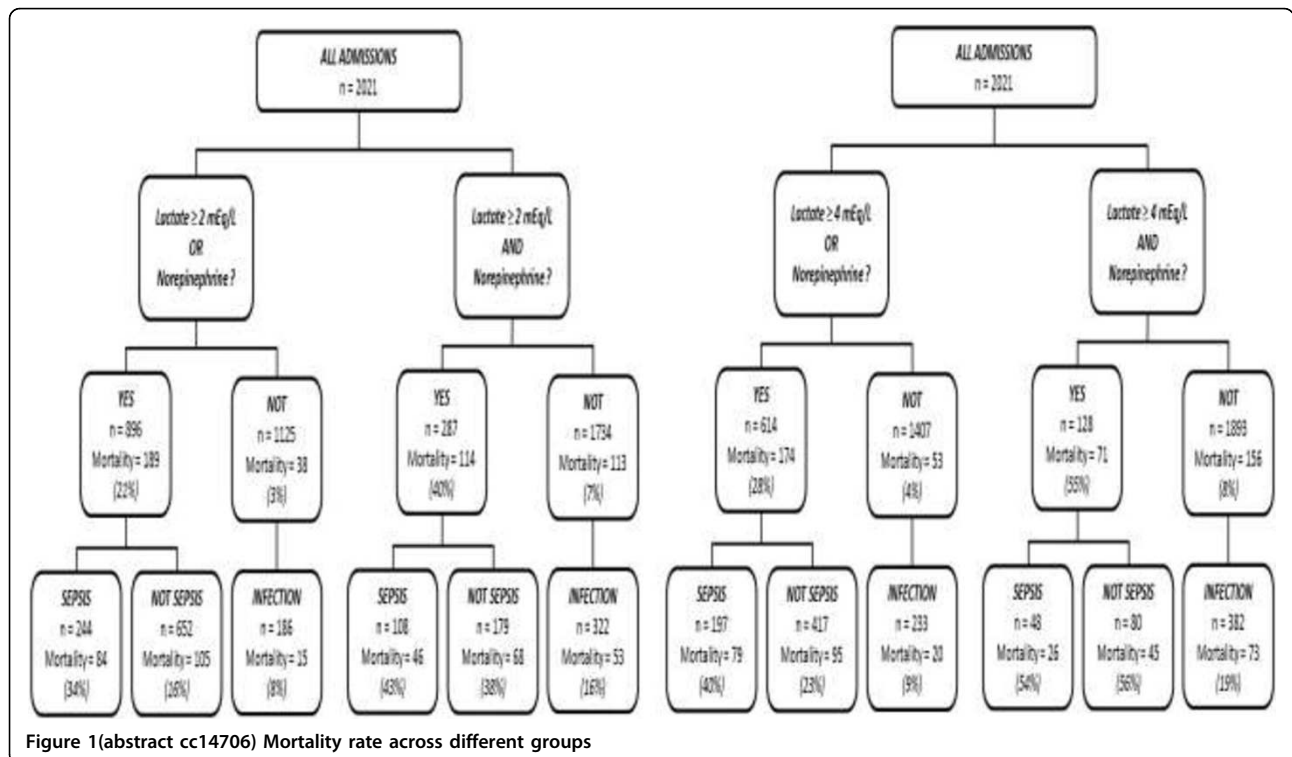 ALL ADMISSIONS
n = 2021
Lactate ≥ 2 mEq/L
OR
Norepinephrine ?
YES
n = 896
Mortality = 189
(21%)
SEPSIS
n = 244
Mortality = 84
(34%)
NOT SEPSIS
n = 652
Mortality = 105
(16%)
NOT
n = 1125
Mortality = 38
(3%)
INFECTION
n = 186
Mortality = 15
(8%)
Lactate ≥ 2 mEq/L
AND
Norepinephrine ?
YES
n = 287
Mortality = 114
(40%)
SEPSIS
n = 108
Mortality = 46
(43%)
NOT SEPSIS
n = 179
Mortality = 68
(38%)
NOT
n = 1734
Mortality = 113
(7%)
INFECTION
n = 322
Mortality = 53
(16%)
ALL ADMISSIONS
n = 2021
Lactate ≥ 4 mEq/L
OR
Norepinephrine ?
YES
n = 614
Mortality = 174
(28%)
SEPSIS
n = 197
Mortality = 79
(40%)
NOT SEPSIS
n = 417
Mortality = 95
(23%)
NOT
n = 1407
Mortality = 53
(4%)
INFECTION
n = 233
Mortality = 20
(9%)
Lactate ≥ 4 mEq/L
AND
Norepinephrine ?
YES
n = 128
Mortality = 71
(55%)
SEPSIS
n = 48
Mortality = 26
(54%)
NOT SEPSIS
n = 80
Mortality = 45
(56%)
NOT
n = 1893
Mortality = 156
(8%)
INFECTION
n = 382
Mortality = 73
(19%)
Figure 1(abstract cc14706) Mortality rate across different groups